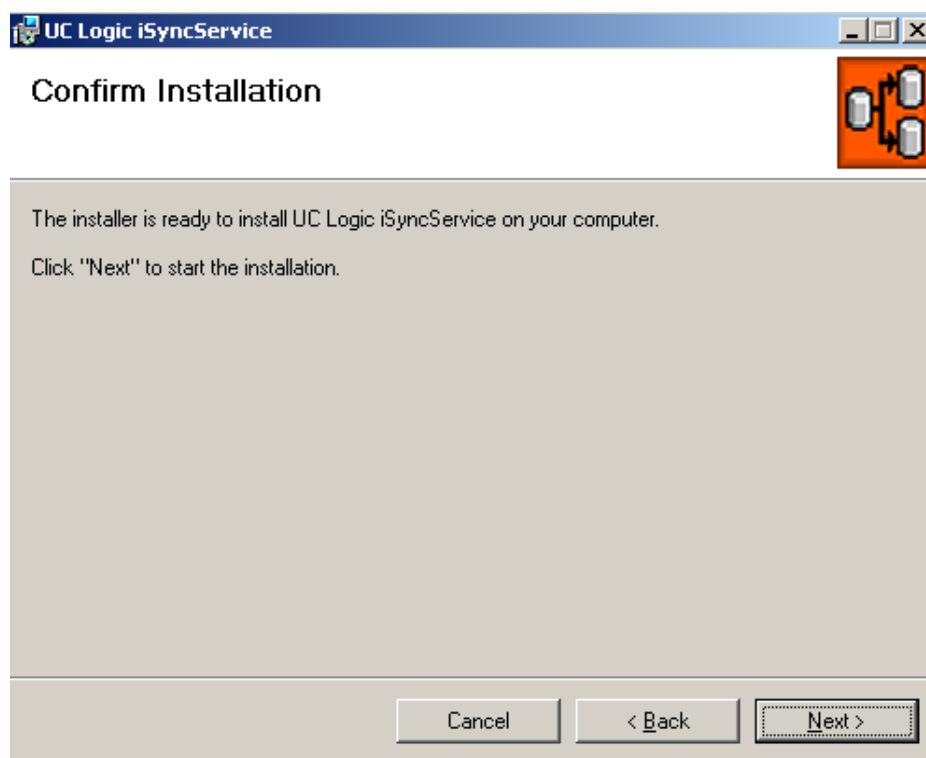 UC Logic iSyncService
Confirm Installation
The installer is ready to install UC Logic iSyncService on your computer.
Click "Next" to start the installation.
Cancel
< Back
Next >